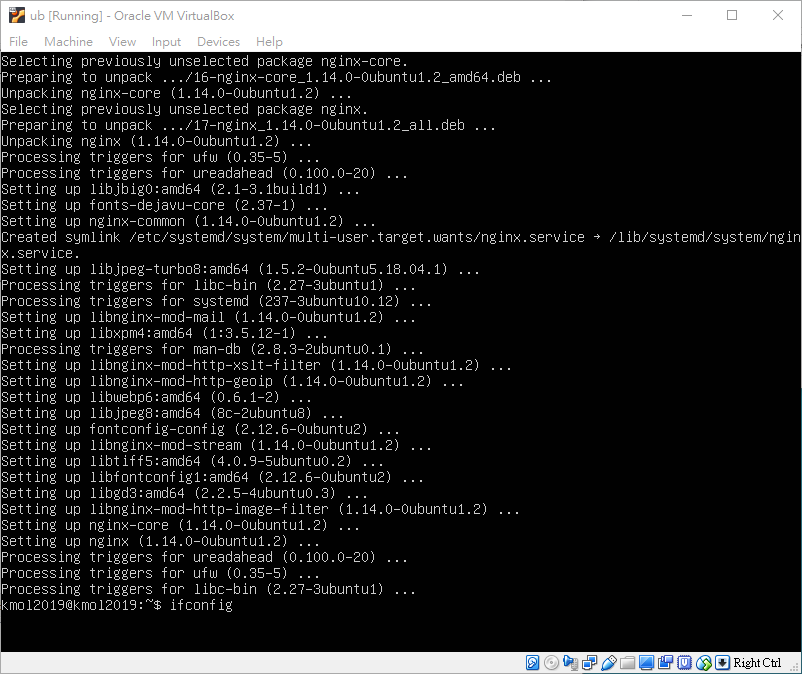 ub [Running] - Oracle VM VirtualBox
File Machine View Input Devices Help
Selecting previously unselected package nginx-core.
Preparing to unpack .../16-nginx-core_1.14.0-0ubuntu1.2_amd64.deb ...
Unpacking nginx-core (1.14.0-0ubuntu1.2) ...
Selecting previously unselected package nginx.
Preparing to unpack .../17-nginx_1.14.0-0ubuntu1.2_all.deb ...
Unpacking nginx (1.14.0-0ubuntu1.2) ...
Processing triggers for ufw (0.35-5) ...
Processing triggers for ureadahead (0.100.0-20) ...
Setting up libjbig0:amd64 (2.1-3.1build1) ...
Setting up fonts-dejavu-core (2.37-1) ...
Setting up nginx-common (1.14.0-0ubuntu1.2) ...
Created symlink /etc/systemd/system/multi-user.target.wants/nginx.service → /lib/systemd/system/ngin
x.service.
Setting up libjpeg-turbo8:amd64 (1.5.2-0ubuntu5.18.04.1) ...
Processing triggers for libc-bin (2.27-3ubuntu1) ...
Processing triggers for systemd (237-3ubuntu10.12) ...
Setting up libnginx-mod-mail (1.14.0-0ubuntu1.2) ...
Setting up libxpm4:amd64 (1:3.5.12-1) ...
Processing triggers for man-db (2.8.3-2ubuntu0.1) ...
Setting up libnginx-mod-http-xslt-filter (1.14.0-0ubuntu1.2) ...
Setting up libnginx-mod-http-geoip (1.14.0-0ubuntu1.2) ...
Setting up libwebp6:amd64 (0.6.1-2) ...
Setting up libjpeg8:amd64 (8c-2ubuntu8) ...
Setting up fontconfig-config (2.12.6-0ubuntu2) ...
Setting up libnginx-mod-stream (1.14.0-0ubuntu1.2) ...
Setting up libtiff5:amd64 (4.0.9-5ubuntu0.2) ...
Setting up libfontconfig1:amd64 (2.12.6-0ubuntu2) ...
Setting up libgd3:amd64 (2.2.5-4ubuntu0.3) ...
Setting up libnginx-mod-http-image-filter (1.14.0-0ubuntu1.2) ...
Setting up nginx-core (1.14.0-0ubuntu1.2) ...
Setting up nginx (1.14.0-0ubuntu1.2) ...
Processing triggers for ureadahead (0.100.0-20) ...
Processing triggers for ufw (0.35-5) ...
Processing triggers for libc-bin (2.27-3ubuntu1) ...
kmol2019@kmol2019:~$ ifconfig
Right Ctrl